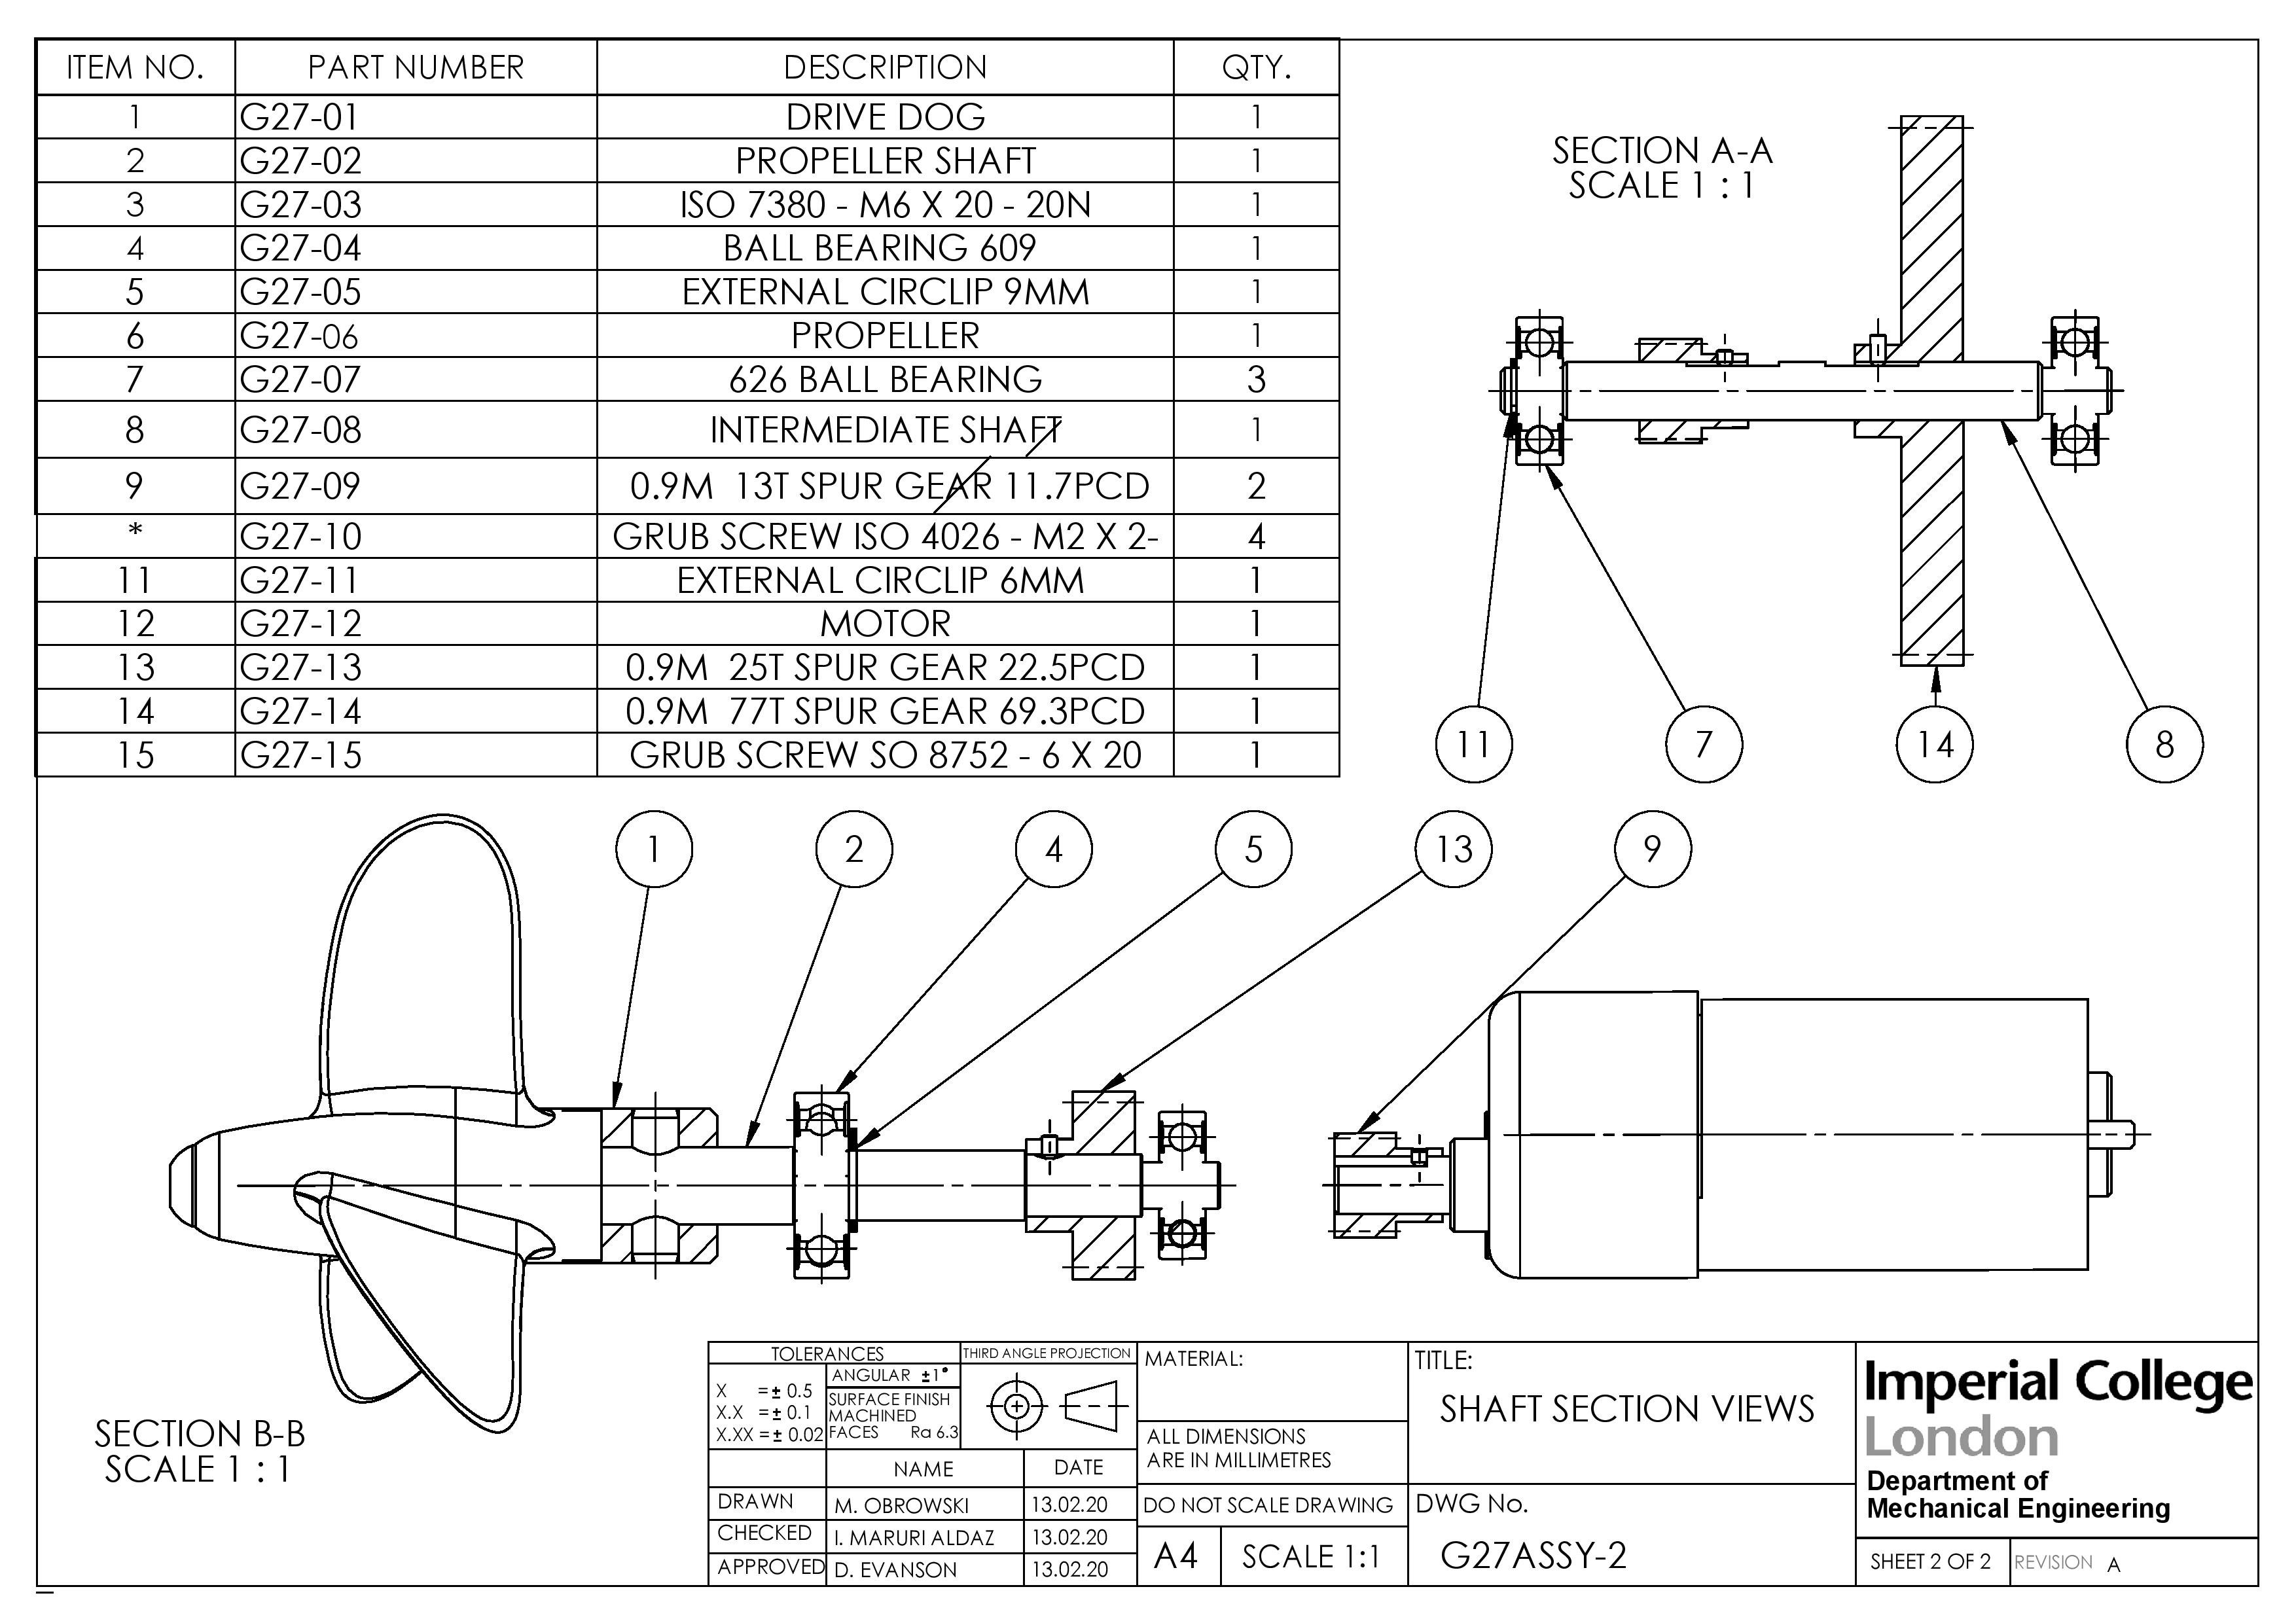 ITEM NO. PART NUMBER DESCRIPTION QTY.
1 G27-01 DRIVE DOG 1
2 G27-02 PROPELLER SHAFT 1
3 G27-03 ISO 7380 - M6 X 20 - 20N 1
4 G27-04 BALL BEARING 609 1
5 G27-05 EXTERNAL CIRCLIP 9MM 1
6 G27-06 PROPELLER 1
7 G27-07 626 BALL BEARING 3
8 G27-08 INTERMEDIATE SHAFT 1
9 G27-09 0.9M 13T SPUR GEAR 11.7PCD 2
* G27-10 GRUB SCREW ISO 4026 - M2 X 2- 4
11 G27-11 EXTERNAL CIRCLIP 6MM 1
12 G27-12 MOTOR 1
13 G27-13 0.9M 25T SPUR GEAR 22.5PCD 1
14 G27-14 0.9M 77T SPUR GEAR 69.3PCD 1
15 G27-15 GRUB SCREW SO 8752 - 6 X 20 1
SECTION A-A
SCALE 1 : 1
11 7 14 8
1 2 4 5 13 9
SECTION B-B
SCALE 1 : 1
TOLERANCES
X =± 0.5
X.X =± 0.1
X.XX =± 0.02
ANGULAR ±1°
SURFACE FINISH
MACHINED
FACES Ra 6.3
THIRD ANGLE PROJECTION
NAME DATE
DRAWN M. OBROWSKI 13.02.20
CHECKED I. MARURI ALDAZ 13.02.20
APPROVED D. EVANSON 13.02.20
MATERIAL:
ALL DIMENSIONS
ARE IN MILLIMETRES
DO NOT SCALE DRAWING
A4 SCALE 1:1
TITLE:
SHAFT SECTION VIEWS
DWG No.
G27ASSY-2
Imperial College
London
Department of
Mechanical Engineering
SHEET 2 OF 2 REVISION A